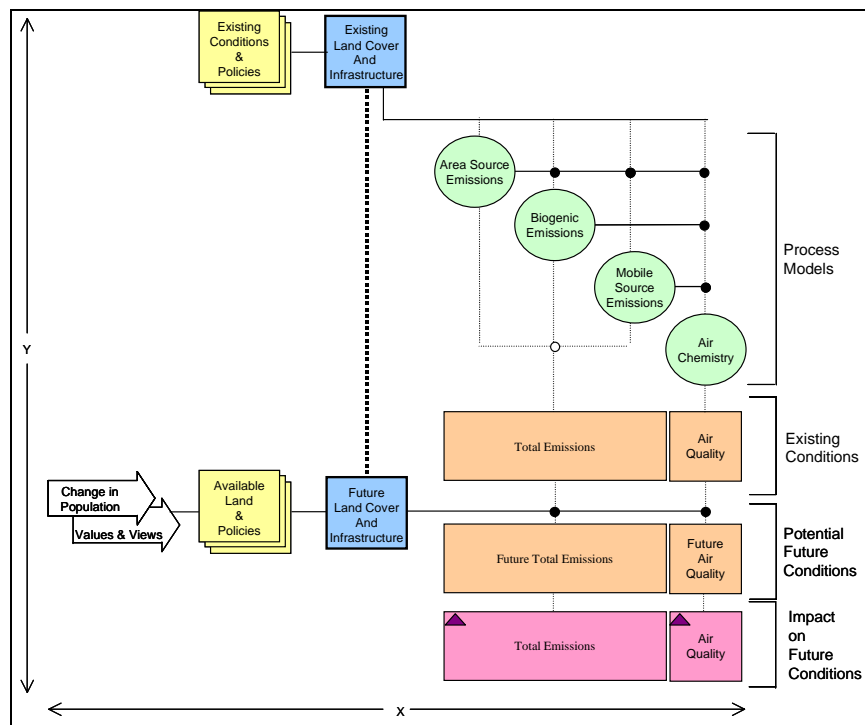 Existing
Conditions
&
Policies
Existing
Land Cover
And
Infrastructure
Area Source
Emissions
Biogenic
Emissions
Mobile
Source
Emissions
Air
Chemistry
Process
Models
Y
Total Emissions
Air
Quality
Existing
Conditions
Change in
Population
Values & Views
Available
Land
&
Policies
Future
Land Cover
And
Infrastructure
Future Total Emissions
Future
Air
Quality
Potential
Future
Conditions
Total Emissions
Air
Quality
Impact
on
Future
Conditions
X